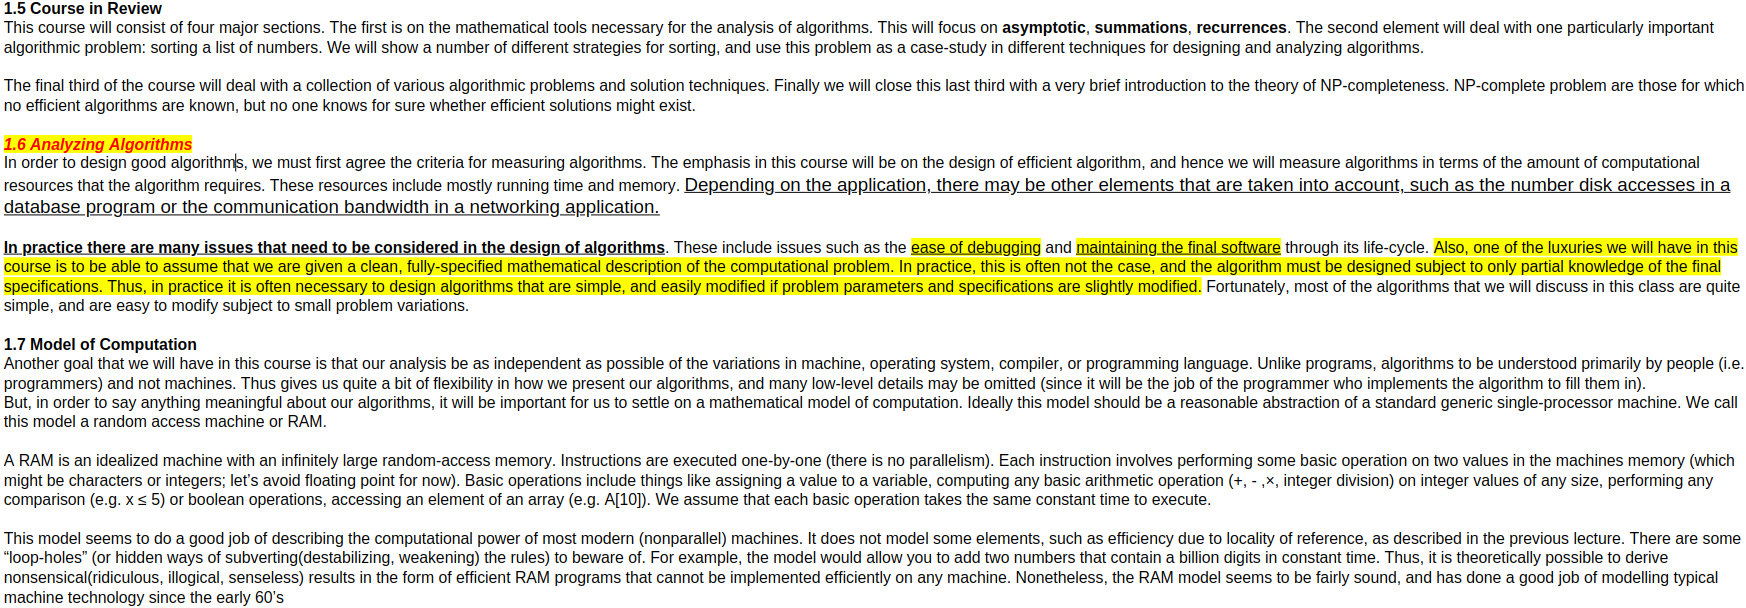 1.5 Course in Review
This course will consist of four major sections. The first is on the mathematical tools necessary for the analysis of algorithms. This will focus on asymptotic, summations, recurrences. The second element will deal with one particularly important
algorithmic problem: sorting a list of numbers. We will show a number of different strategies for sorting, and use this problem as a case-study in different techniques for designing and analyzing algorithms.
The final third of the course will deal with a collection of various algorithmic problems and solution techniques. Finally we will close this last third with a very brief introduction to the theory of NP-completeness. NP-complete problem are those for which
no efficient algorithms are known, but no one knows for sure whether efficient solutions might exist.
1.6 Analyzing Algorithms
In order to design good algorithms, we must first agree the criteria for measuring algorithms. The emphasis in this course will be on the design of efficient algorithm, and hence we will measure algorithms in terms of the amount of computational
resources that the algorithm requires. These resources include mostly running time and memory. Depending on the application, there may be other elements that are taken into account, such as the number disk accesses in a
database program or the communication bandwidth in a networking application.
In practice there are many issues that need to be considered in the design of algorithms. These include issues such as the ease of debugging and maintaining the final software through its life-cycle. Also, one of the luxuries we will have in this
course is to be able to assume that we are given a clean, fully-specified mathematical description of the computational problem. In practice, this is often not the case, and the algorithm must be designed subject to only partial knowledge of the final
specifications. Thus, in practice it is often necessary to design algorithms that are simple, and easily modified if problem parameters and specifications are slightly modified. Fortunately, most of the algorithms that we will discuss in this class are quite
simple, and are easy to modify subject to small problem variations.
1.7 Model of Computation
Another goal that we will have in this course is that our analysis be as independent as possible of the variations in machine, operating system, compiler, or programming language. Unlike programs, algorithms to be understood primarily by people (i.e.
programmers) and not machines. Thus gives us quite a bit of flexibility in how we present our algorithms, and many low-level details may be omitted (since it will be the job of the programmer who implements the algorithm to fill them in).
But, in order to say anything meaningful about our algorithms, it will be important for us to settle on a mathematical model of computation. Ideally this model should be a reasonable abstraction of a standard generic single-processor machine. We call
this model a random access machine or RAM.
A RAM is an idealized machine with an infinitely large random-access memory. Instructions are executed one-by-one (there is no parallelism). Each instruction involves performing some basic operation on two values in the machines memory (which
might be characters or integers; let’s avoid floating point for now). Basic operations include things like assigning a value to a variable, computing any basic arithmetic operation (+, - ,×, integer division) on integer values of any size, performing any
comparison (e.g. x ≤ 5) or boolean operations, accessing an element of an array (e.g. A[10]). We assume that each basic operation takes the same constant time to execute.
This model seems to do a good job of describing the computational power of most modern (nonparallel) machines. It does not model some elements, such as efficiency due to locality of reference, as described in the previous lecture. There are some
“loop-holes” (or hidden ways of subverting(destabilizing, weakening) the rules) to beware of. For example, the model would allow you to add two numbers that contain a billion digits in constant time. Thus, it is theoretically possible to derive
nonsensical(ridiculous, illogical, senseless) results in the form of efficient RAM programs that cannot be implemented efficiently on any machine. Nonetheless, the RAM model seems to be fairly sound, and has done a good job of modelling typical
machine technology since the early 60’s